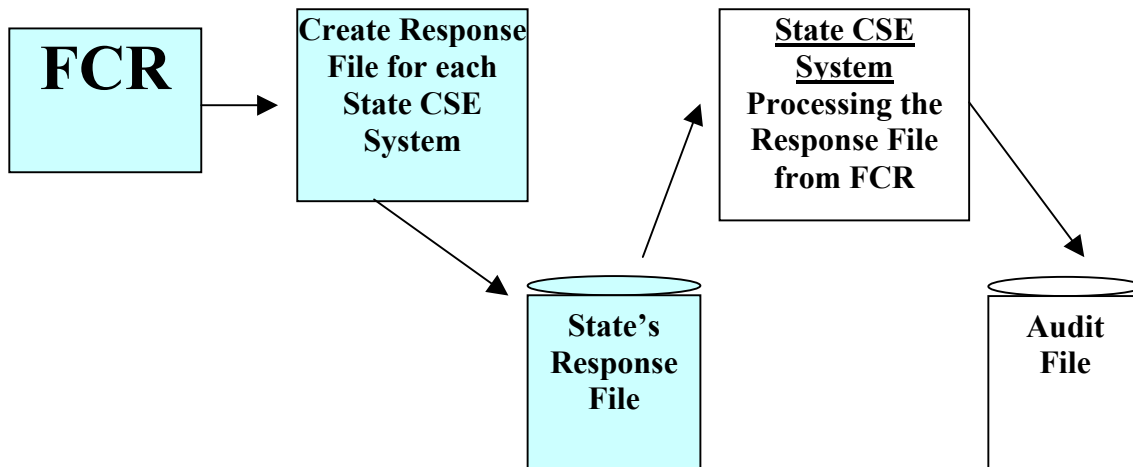 FCR
Create Response
File for each
State CSE
System
State CSE
System
Processing the
Response File
from FCR
State’s
Response
File
Audit
File